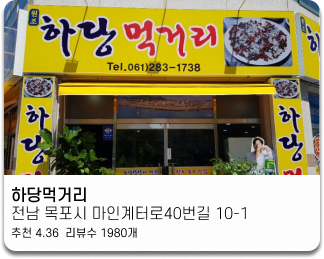 원조
하당 먹거리
Tel.061)283-1738
하당
하당
하당먹거리
전남 목포시 마인계터로40번길 10-1
추천 4.36 리뷰수 1980개